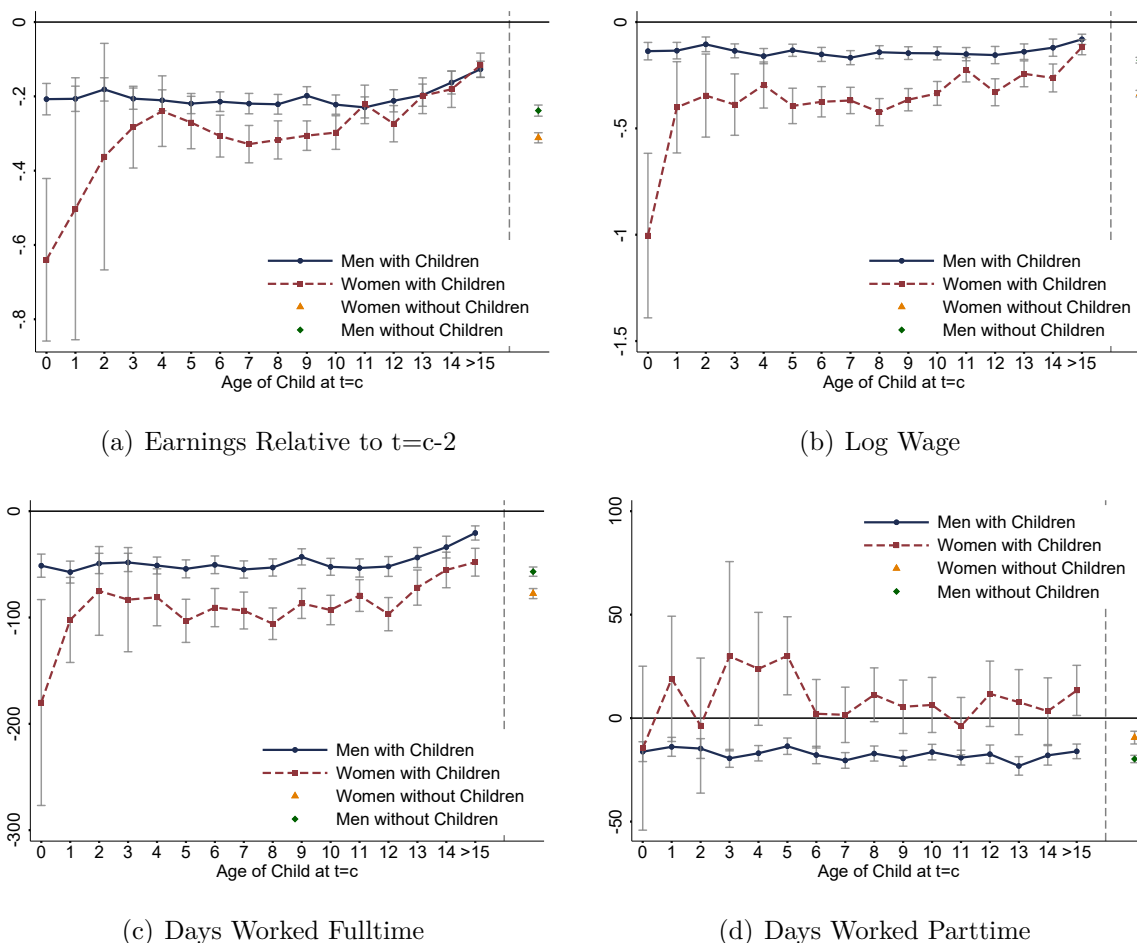 0
-.2
-.4
-.6
-.8
0 1 2 3 4 5 6 7 8 9 10 11 12 13 14 >15
Age of Child at t=c
Men with Children
Women with Children
Women without Children
Men without Children
(a) Earnings Relative to t=c-2
0
-.5
-1
-1.5
0 1 2 3 4 5 6 7 8 9 10 11 12 13 14 >15
Age of Child at t=c
Men with Children
Women with Children
Women without Children
Men without Children
(b) Log Wage
0
-100
-200
-300
0 1 2 3 4 5 6 7 8 9 10 11 12 13 14 >15
Age of Child at t=c
Men with Children
Women with Children
Women without Children
Men without Children
(c) Days Worked Fulltime
100
50
0
-50
0 1 2 3 4 5 6 7 8 9 10 11 12 13 14 >15
Age of Child at t=c
Men with Children
Women with Children
Women without Children
Men without Children
(d) Days Worked Parttime